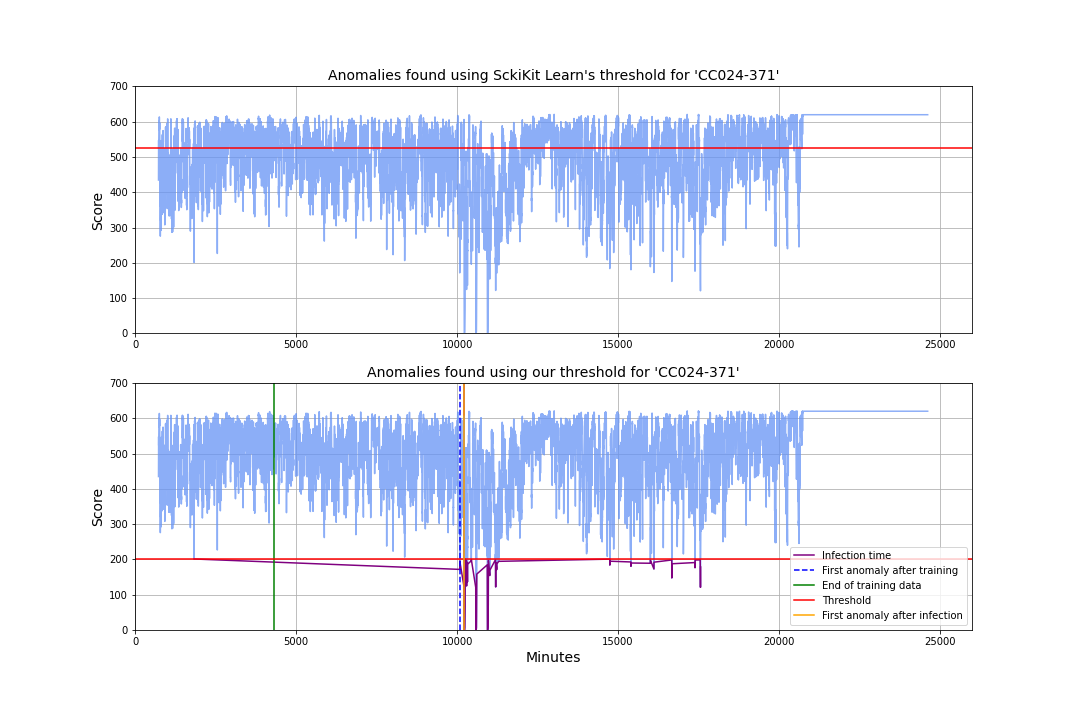 Anomalies found using SckiKit Learn's threshold for 'CC024-371'
700
600
500
400
300
200
100
0
Score
0 5000 10000 15000 20000 25000
Anomalies found using our threshold for 'CC024-371'
700
600
500
400
300
200
100
0
Score
Infection time
First anomaly after training
End of training data
Threshold
First anomaly after infection
0 5000 10000 15000 20000 25000
Minutes